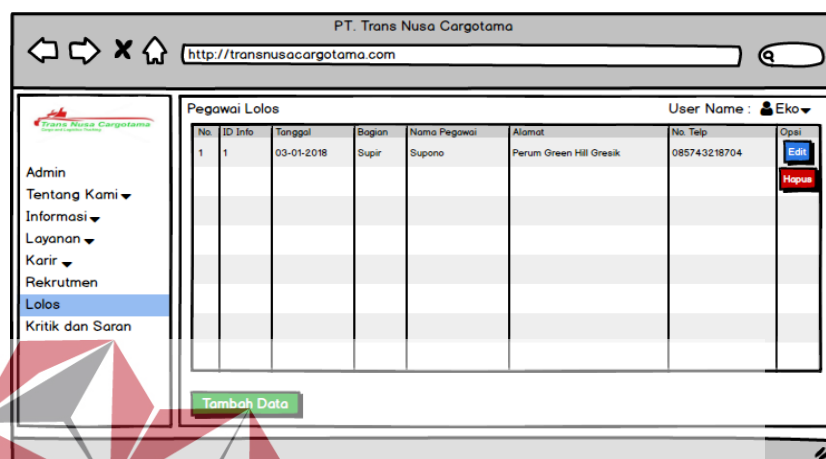 PT. Trans Nusa Cargotama
http://transnusacargotama.com
Trans Nusa Cargotama
Pegawai Lolos
User Name : Eko
No. ID Info Tanggal Bagian Nama Pegawai Alamat No. Telp Opsi
1 1 03-01-2018 Supir Supono Perum Green Hill Gresik 085743218704 Edit
Hapus
Admin
Tentang Kami
Informasi
Layanan
Karir
Rekrutmen
Lolos
Kritik dan Saran
Tambah Data